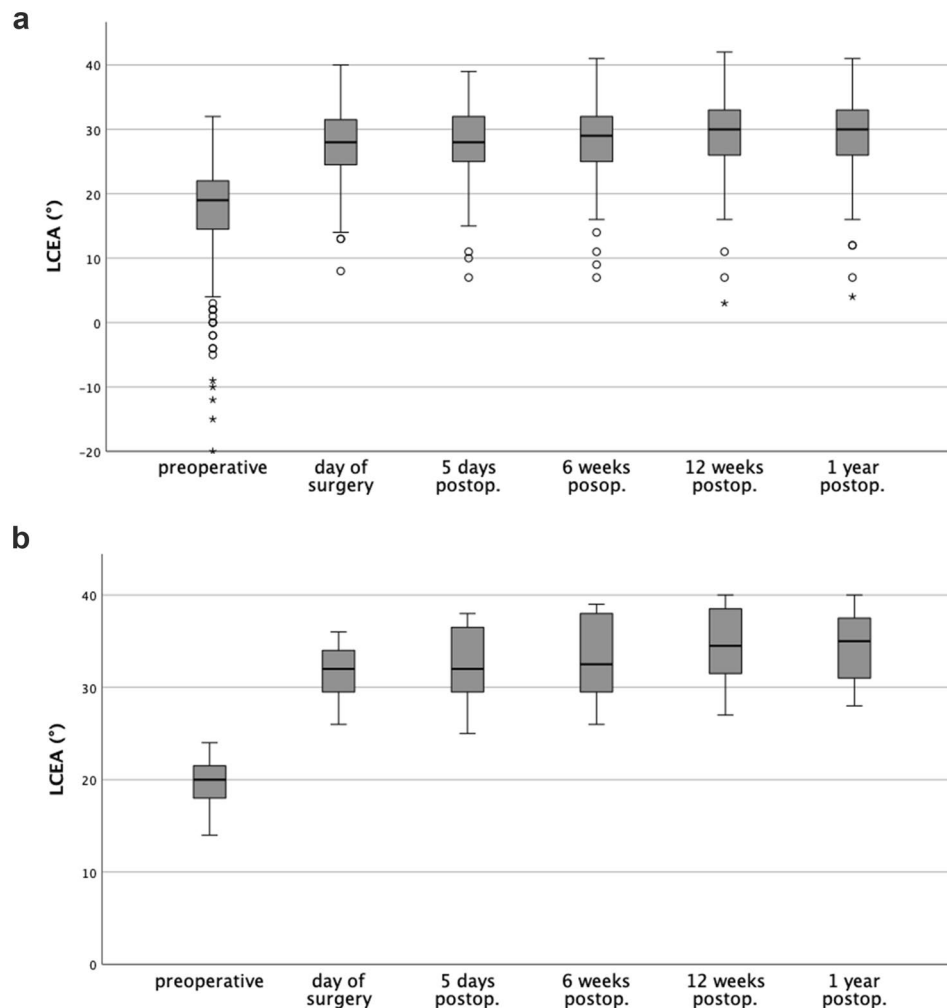 a
40
30
20
10
0
-10
-20
LCEA (°)
preoperative
day of
surgery
5 days
postop.
6 weeks
posop.
12 weeks
postop.
1 year
postop.
b
40
30
20
10
0
LCEA (°)
preoperative
day of
surgery
5 days
postop.
6 weeks
postop.
12 weeks
postop.
1 year
postop.